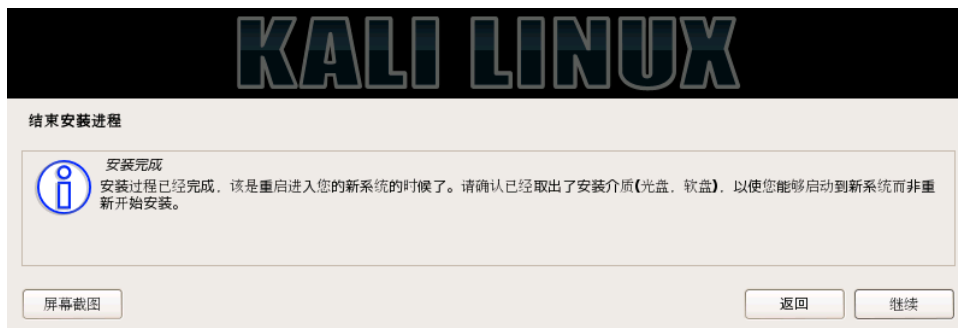 KALI LINUX
结束安装进程
安装完成
安装过程已经完成，该是重启进入您的新系统的时候了。请确认已经取出了安装介质(光盘，软盘)，以使您能够启动到新系统而非重
新开始安装。
屏幕截图 返回 继续